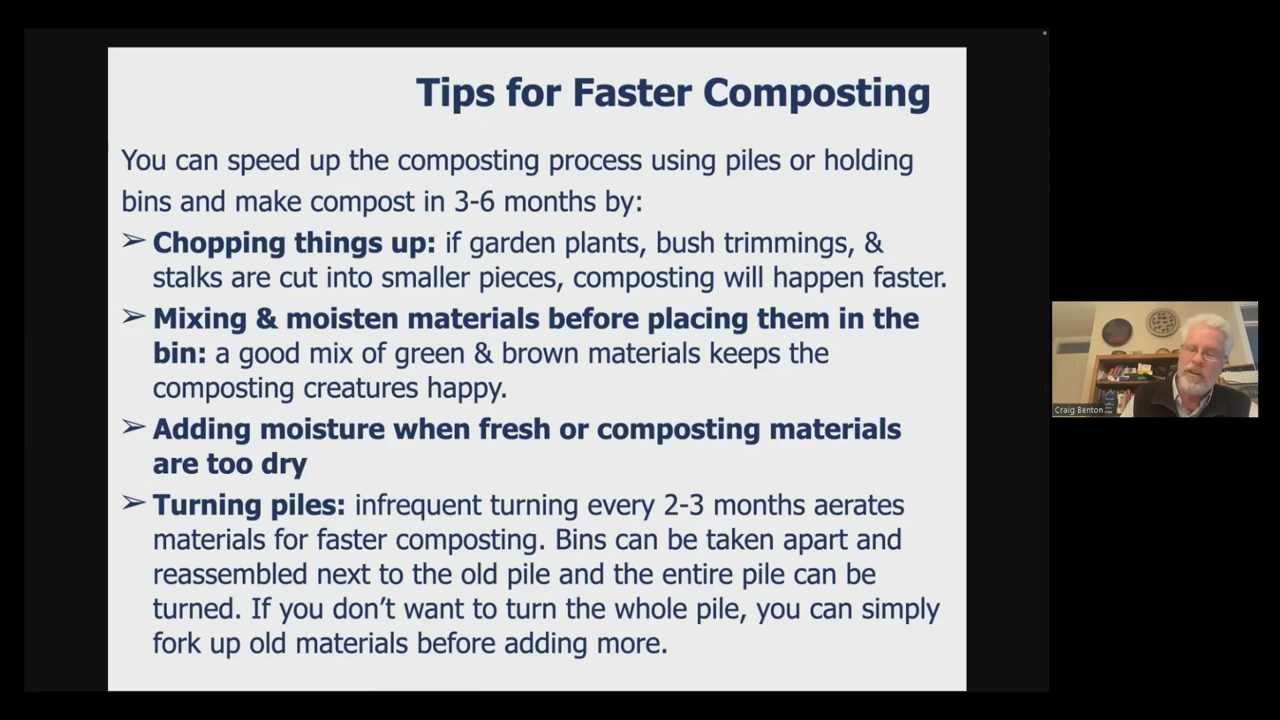 Tips for Faster Composting
You can speed up the composting process using piles or holding
bins and make compost in 3-6 months by:
➢ Chopping things up: if garden plants, bush trimmings, &
stalks are cut into smaller pieces, composting will happen faster.
➢ Mixing & moisten materials before placing them in the
bin: a good mix of green & brown materials keeps the
composting creatures happy.
➢ Adding moisture when fresh or composting materials
are too dry
➢ Turning piles: infrequent turning every 2-3 months aerates
materials for faster composting. Bins can be taken apart and
reassembled next to the old pile and the entire pile can be
turned. If you don’t want to turn the whole pile, you can simply
fork up old materials before adding more.
Craig Benton